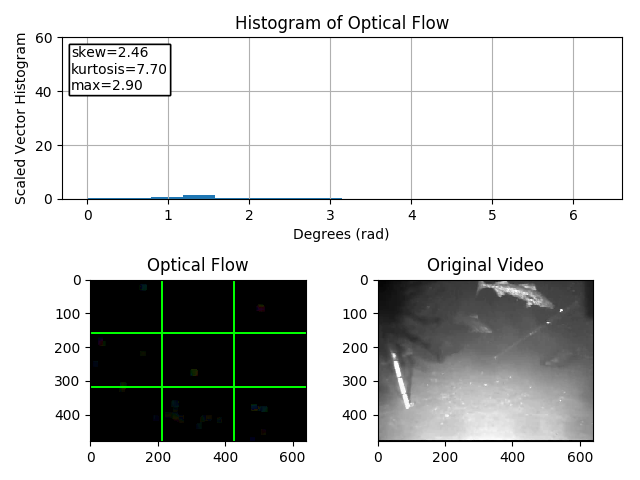 Histogram of Optical Flow
Scaled Vector Histogram
60
40
20
0
skew=2.46
kurtosis=7.70
max=2.90
0 1 2 3 4 5 6
Degrees (rad)
Optical Flow
0
100
200
300
400
0 200 400 600
Original Video
0
100
200
300
400
0 200 400 600